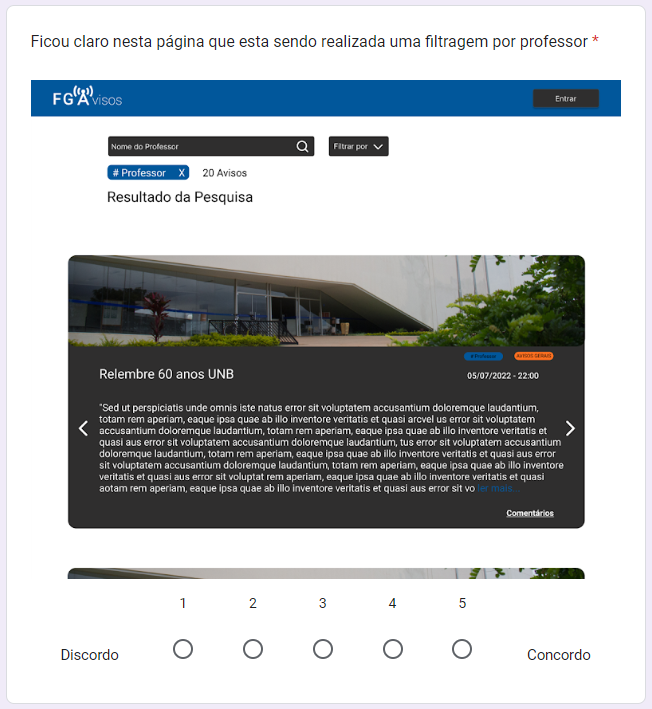 Ficou claro nesta página que esta sendo realizada uma filtragem por professor *
FGAvisos
Entrar
Nome do Professor
Filtrar por
# Professor X
20 Avisos
Resultado da Pesquisa
# Professor
AVISOS GERAIS
Relembre 60 anos UNB
05/07/2022 - 22:00
"Sed ut perspiciatis unde omnis iste natus error sit voluptatem accusantium doloremque laudantium,
totam rem aperiam, eaque ipsa quae ab illo inventore veritatis et quasi arcvel us error sit voluptatem
accusantium doloremque laudantium, totam rem aperiam, eaque ipsa quae ab illo inventore veritatis et
quasi aus error sit voluptatem accusantium doloremque laudantium, tus error sit voluptatem accusantium
doloremque laudantium, totam rem aperiam, eaque ipsa quae ab illo inventore veritatis et quasi aus error
sit voluptatem accusantium doloremque laudantium, totam rem aperiam, eaque ipsa quae ab illo inventore
veritatis et quasi aus error sit voluptat rem aperiam, eaque ipsa quae ab illo inventore veritatis et quasi
aotam rem aperiam, eaque ipsa quae ab illo inventore veritatis et quasi aus error sit vo ler mais...
Comentários
1 2 3 4 5
Discordo
Concordo